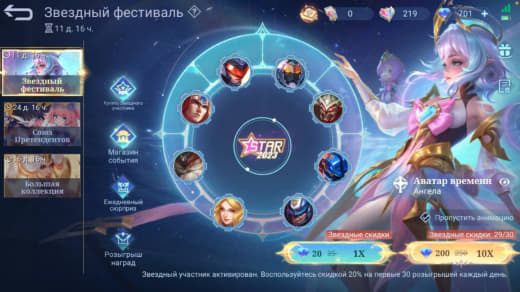 Звездный фестиваль
11 д. 16 ч.
0
219
701
11 д. 16 ч.
Звездный
фестиваль
24 д. 16 ч.
Союз
Претендентов
Большая
коллекция
участника
Магазин
события
Ежедневный
сюрприз
Розыгрыш
наград
STAR
2023
Аватар времени
Ангела
Пропустить анимацию
Звездные скидки
Звездные скидки 29/30
20 25 1X
200 250 10X
Звездный участник активирован. Воспользуйтесь скидкой 20% на первые 30 розыгрышей каждый день.